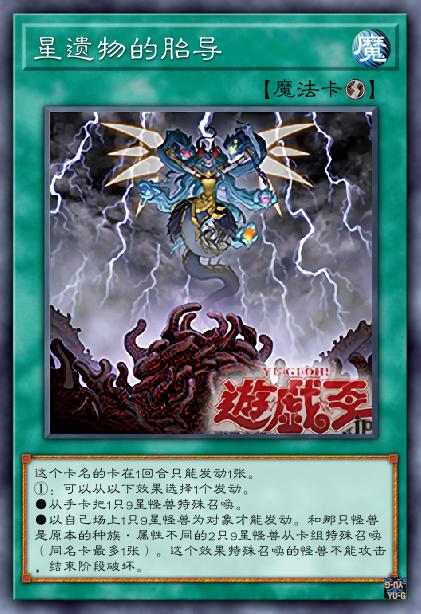 星遗物的胎导
魔
【魔法卡】
YU-GI-OH!
遊戯王
.jp
这个卡名的卡在1回合只能发动1张。
①：可以从以下效果选择1个发动。
●从手卡把1只9星怪兽特殊召唤。
●以自己场上1只9星怪兽为对象才能发动。和那只怪兽
是原本的种族·属性不同的2只9星怪兽从卡组特殊召唤
（同名卡最多1张）。这个效果特殊召唤的怪兽不能攻击
，结束阶段破坏。